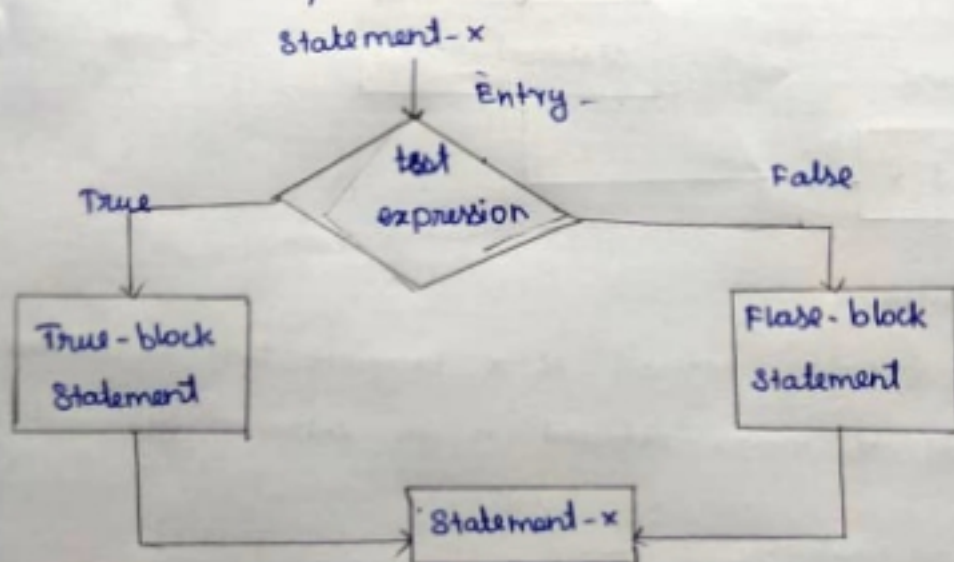 Statement-x
Entry -
test
expression
True
False
True-block
Statement
Flase-block
Statement
Statement-x